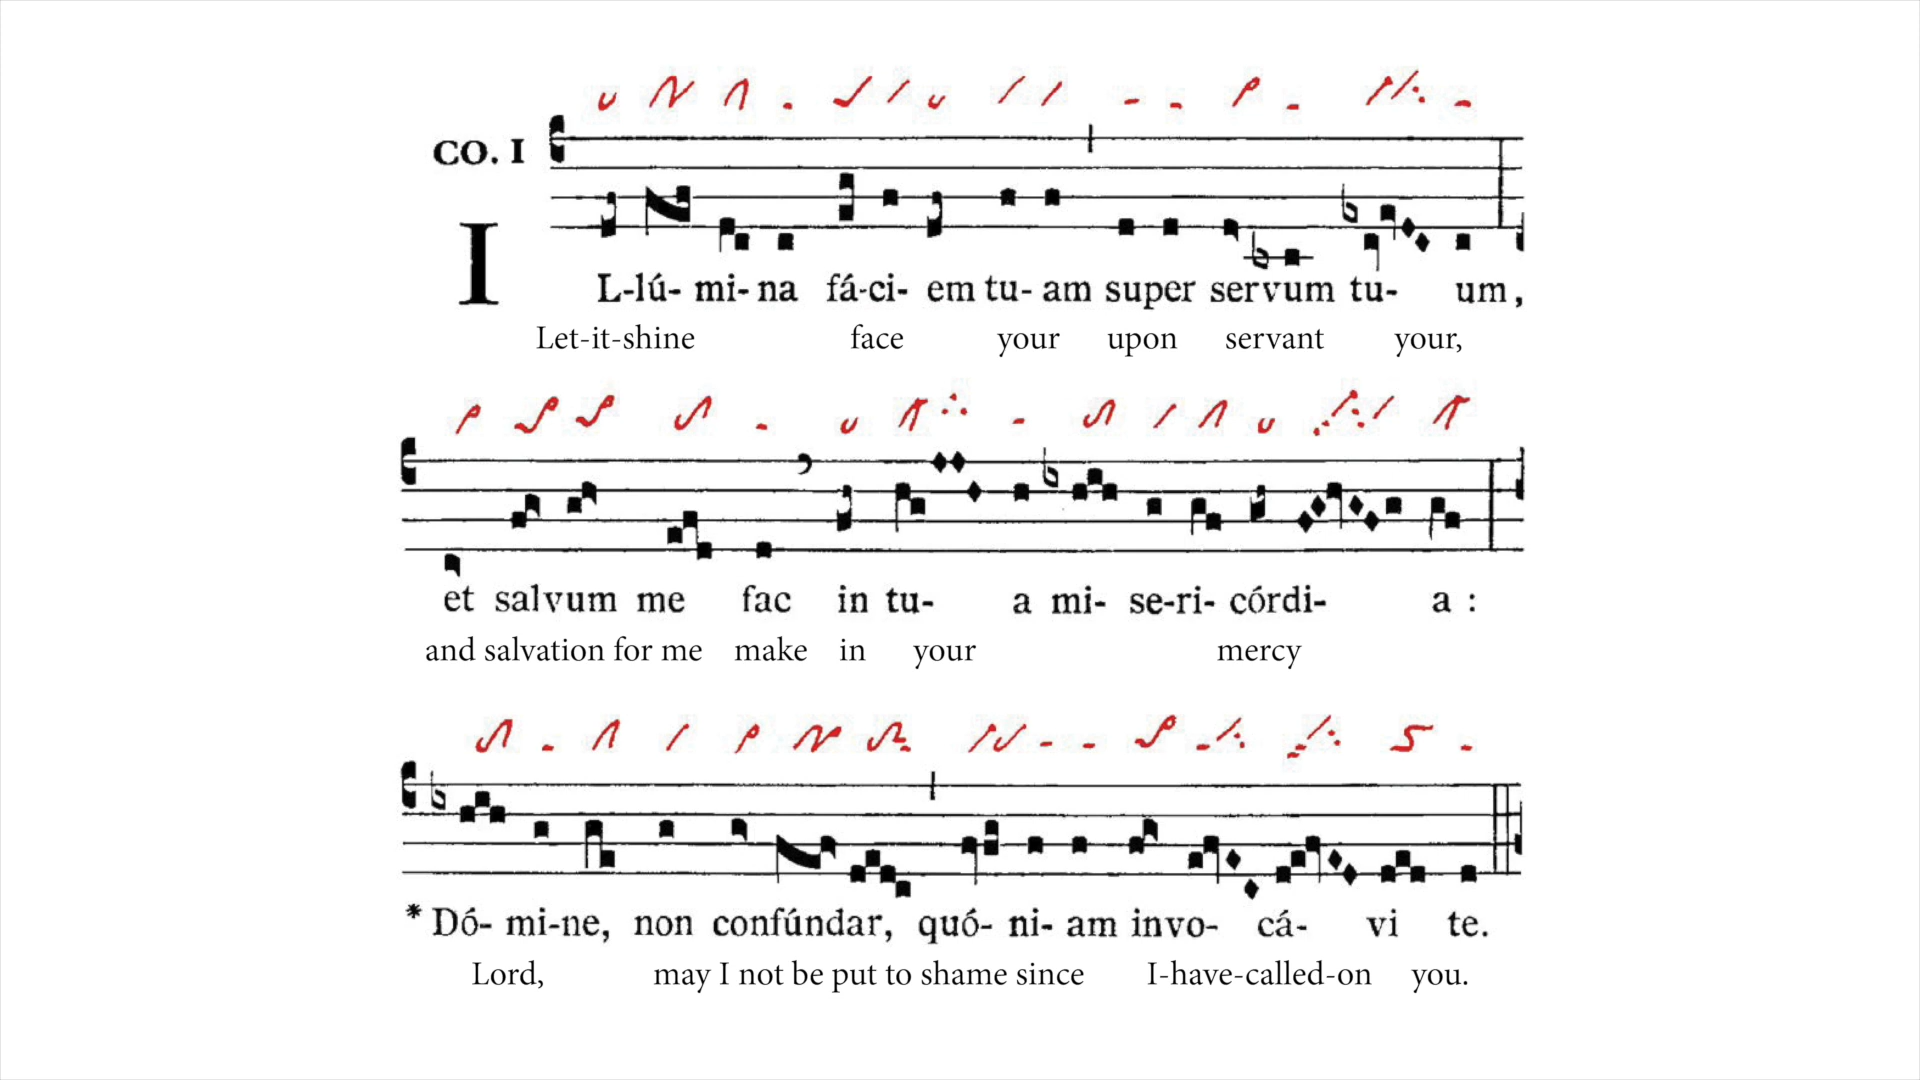 CO. I
IL-lú- mi- na fá-ci- em tu- am super servum tu- um,
Let-it-shine face your upon servant your,
et salvum me fac in tu- a mi- se-ri- córdi- a :
and salvation for me make in your mercy
* Dó- mi-ne, non confúndar, quó- ni- am invo- cá- vi te.
Lord, may I not be put to shame since I-have-called-on you.